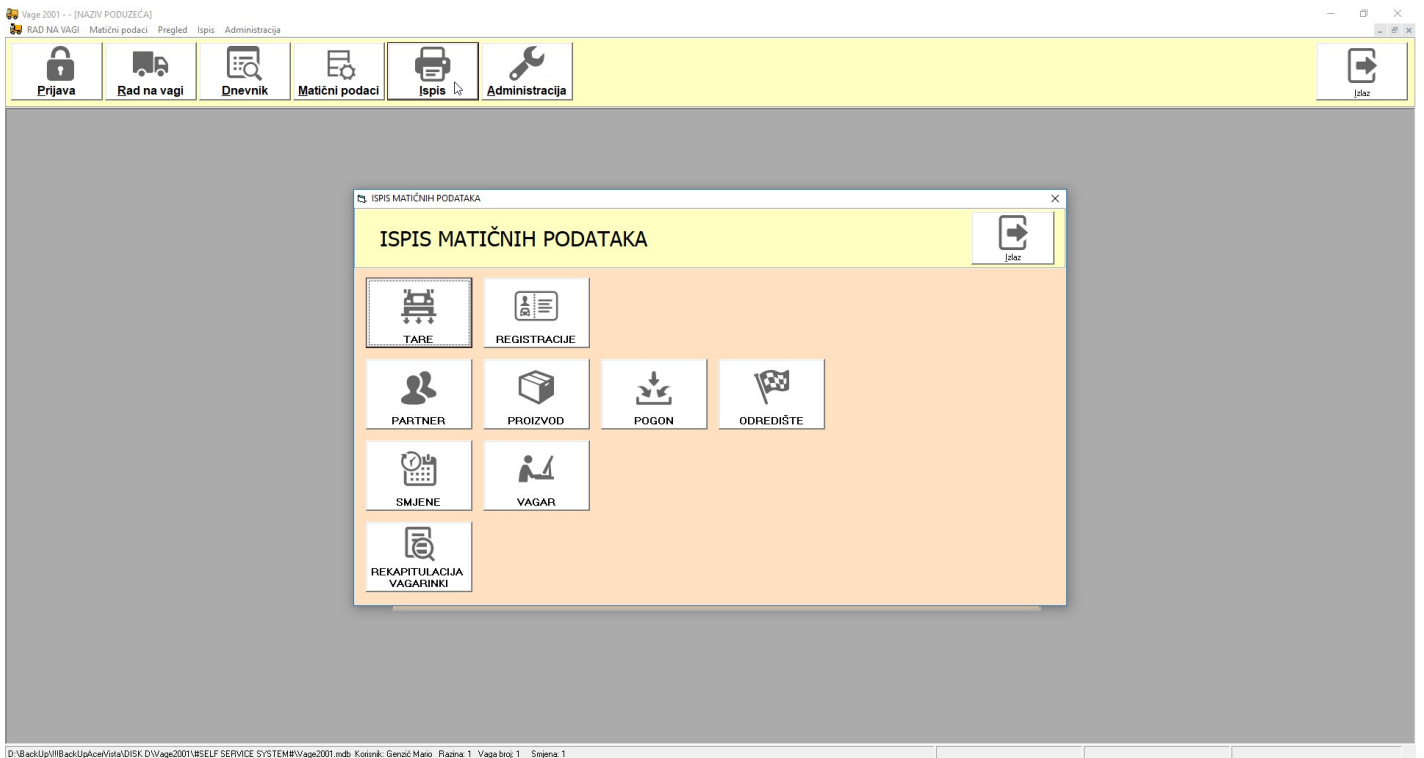 Vage 2001 - - [NAZIV PODUZEĆA]
RAD NA VAGI Matični podaci Pregled Ispis Administracija
Prijava Rad na vagi Dnevnik Matični podaci Ispis Administracija Izlaz
ISPIS MATIČNIH PODATAKA
ISPIS MATIČNIH PODATAKA
Izlaz
TARE REGISTRACIJE
PARTNER PROIZVOD POGON ODREDIŠTE
SMJENE VAGAR
REKAPITULACIJA
VAGARINKI
D:\BackUp\!!!BackUpAcerVista\DISK D\Vage2001\#SELF SERVICE SYSTEM#\Vage2001.mdb Korisnik: Genzić Mario Razina: 1 Vaga broj: 1 Smjena: 1